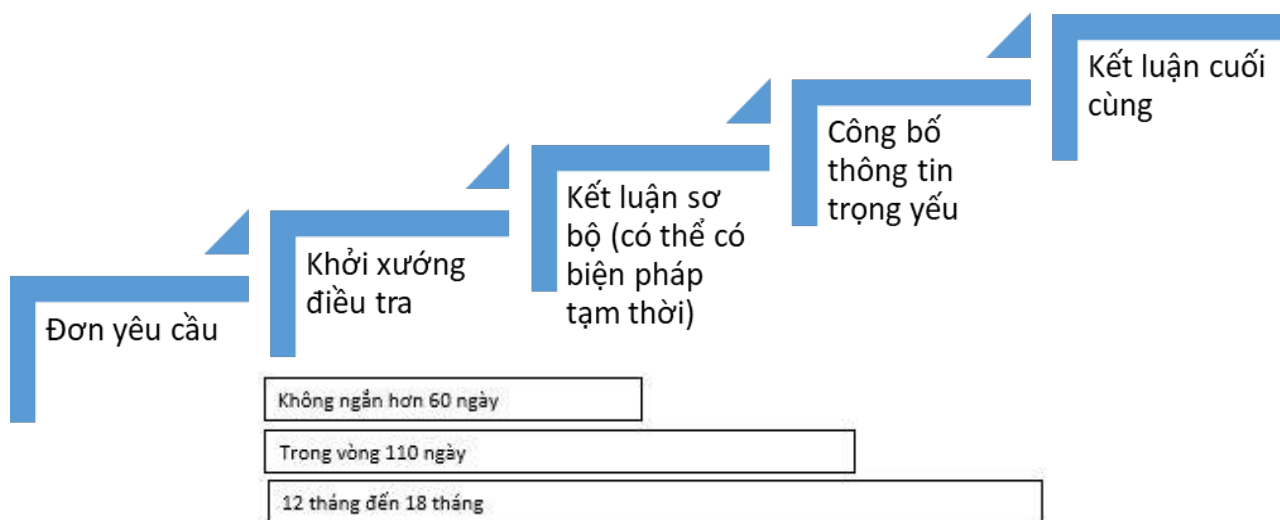 Đơn yêu cầu
Khởi xướng
điều tra
Kết luận sơ
bộ (có thể có
biện pháp
tạm thời)
Công bố
thông tin
trọng yếu
Kết luận cuối
cùng
Không ngắn hơn 60 ngày
Trong vòng 110 ngày
12 tháng đến 18 tháng